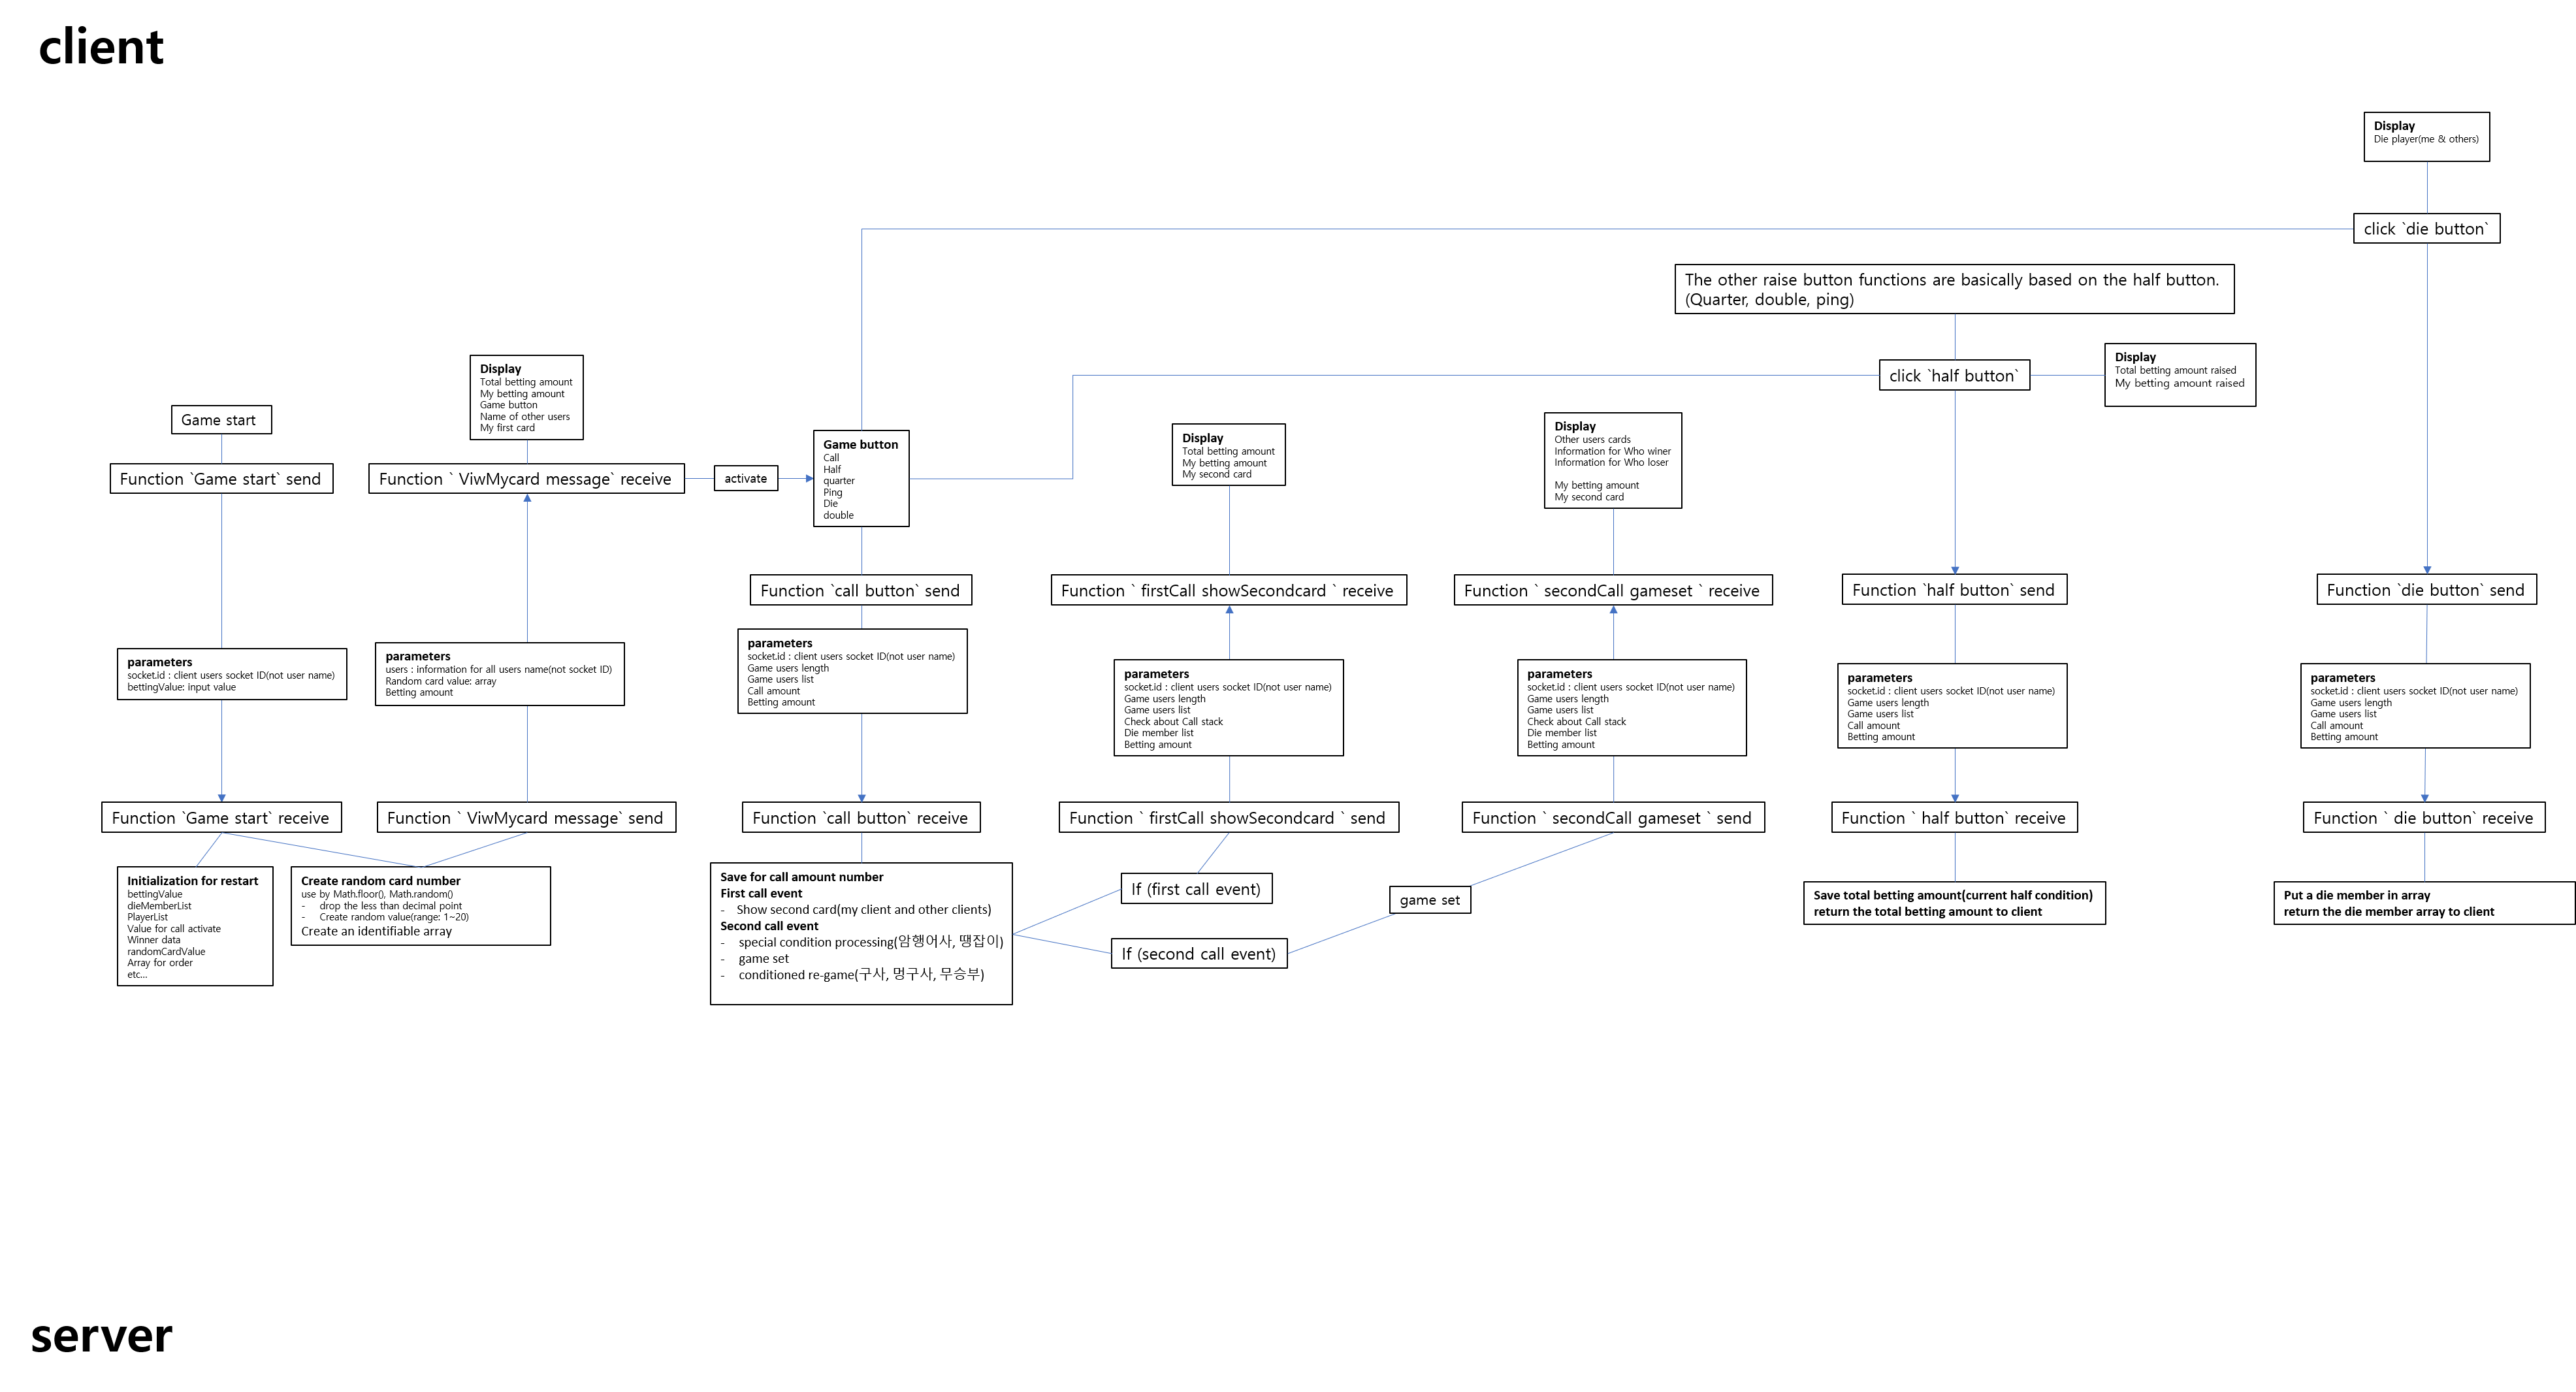 client
Display
Die player(me & others)
click `die button`
The other raise button functions are basically based on the half button.
(Quarter, double, ping)
Display
Total betting amount raised
My betting amount raised
click `half button`
Display
Total betting amount
My betting amount
Game button
Name of other users
My first card
Game start
Function `Game start` send
Function ` ViwMycard message` receive
activate
Game button
Call
Half
quarter
Ping
Die
double
Display
Total betting amount
My betting amount
My second card
Display
Other users cards
Information for Who winer
Information for Who loser
My betting amount
My second card
Function `call button` send
Function ` firstCall showSecondcard ` receive
Function ` secondCall gameset ` receive
Function `half button` send
Function `die button` send
parameters
socket.id : client users socket ID(not user name)
bettingValue: input value
parameters
users : information for all users name(not socket ID)
Random card value: array
Betting amount
parameters
socket.id : client users socket ID(not user name)
Game users length
Game users list
Call amount
Betting amount
parameters
socket.id : client users socket ID(not user name)
Game users length
Game users list
Check about Call stack
Die member list
Betting amount
parameters
socket.id : client users socket ID(not user name)
Game users length
Game users list
Check about Call stack
Die member list
Betting amount
parameters
socket.id : client users socket ID(not user name)
Game users length
Game users list
Call amount
Betting amount
parameters
socket.id : client users socket ID(not user name)
Game users length
Game users list
Call amount
Betting amount
Function `Game start` receive
Function ` ViwMycard message` send
Function `call button` receive
Function ` firstCall showSecondcard ` send
Function ` secondCall gameset ` send
Function ` half button` receive
Function ` die button` receive
Initialization for restart
bettingValue
dieMemberList
PlayerList
Value for call activate
Winner data
randomCardValue
Array for order
etc...
Create random card number
use by Math.floor(), Math.random()
- drop the less than decimal point
- Create random value(range: 1~20)
Create an identifiable array
Save for call amount number
First call event
- Show second card(my client and other clients)
Second call event
- special condition processing(암행어사, 땡잡이)
- game set
- conditioned re-game(구사, 멍구사, 무승부)
If (first call event)
If (second call event)
game set
Save total betting amount(current half condition)
return the total betting amount to client
Put a die member in array
return the die member array to client
server